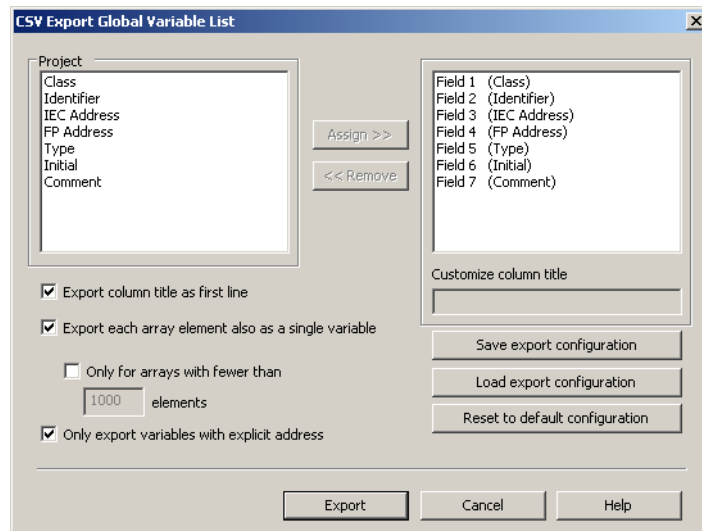 CSV Export Global Variable List
Project
Class
Identifier
IEC Address
FP Address
Type
Initial
Comment
Assign >>
<< Remove
Field 1 (Class)
Field 2 (Identifier)
Field 3 (IEC Address)
Field 4 (FP Address)
Field 5 (Type)
Field 6 (Initial)
Field 7 (Comment)
Customize column title
Export column title as first line
Export each array element also as a single variable
Only for arrays with fewer than
1000 elements
Only export variables with explicit address
Save export configuration
Load export configuration
Reset to default configuration
Export Cancel Help